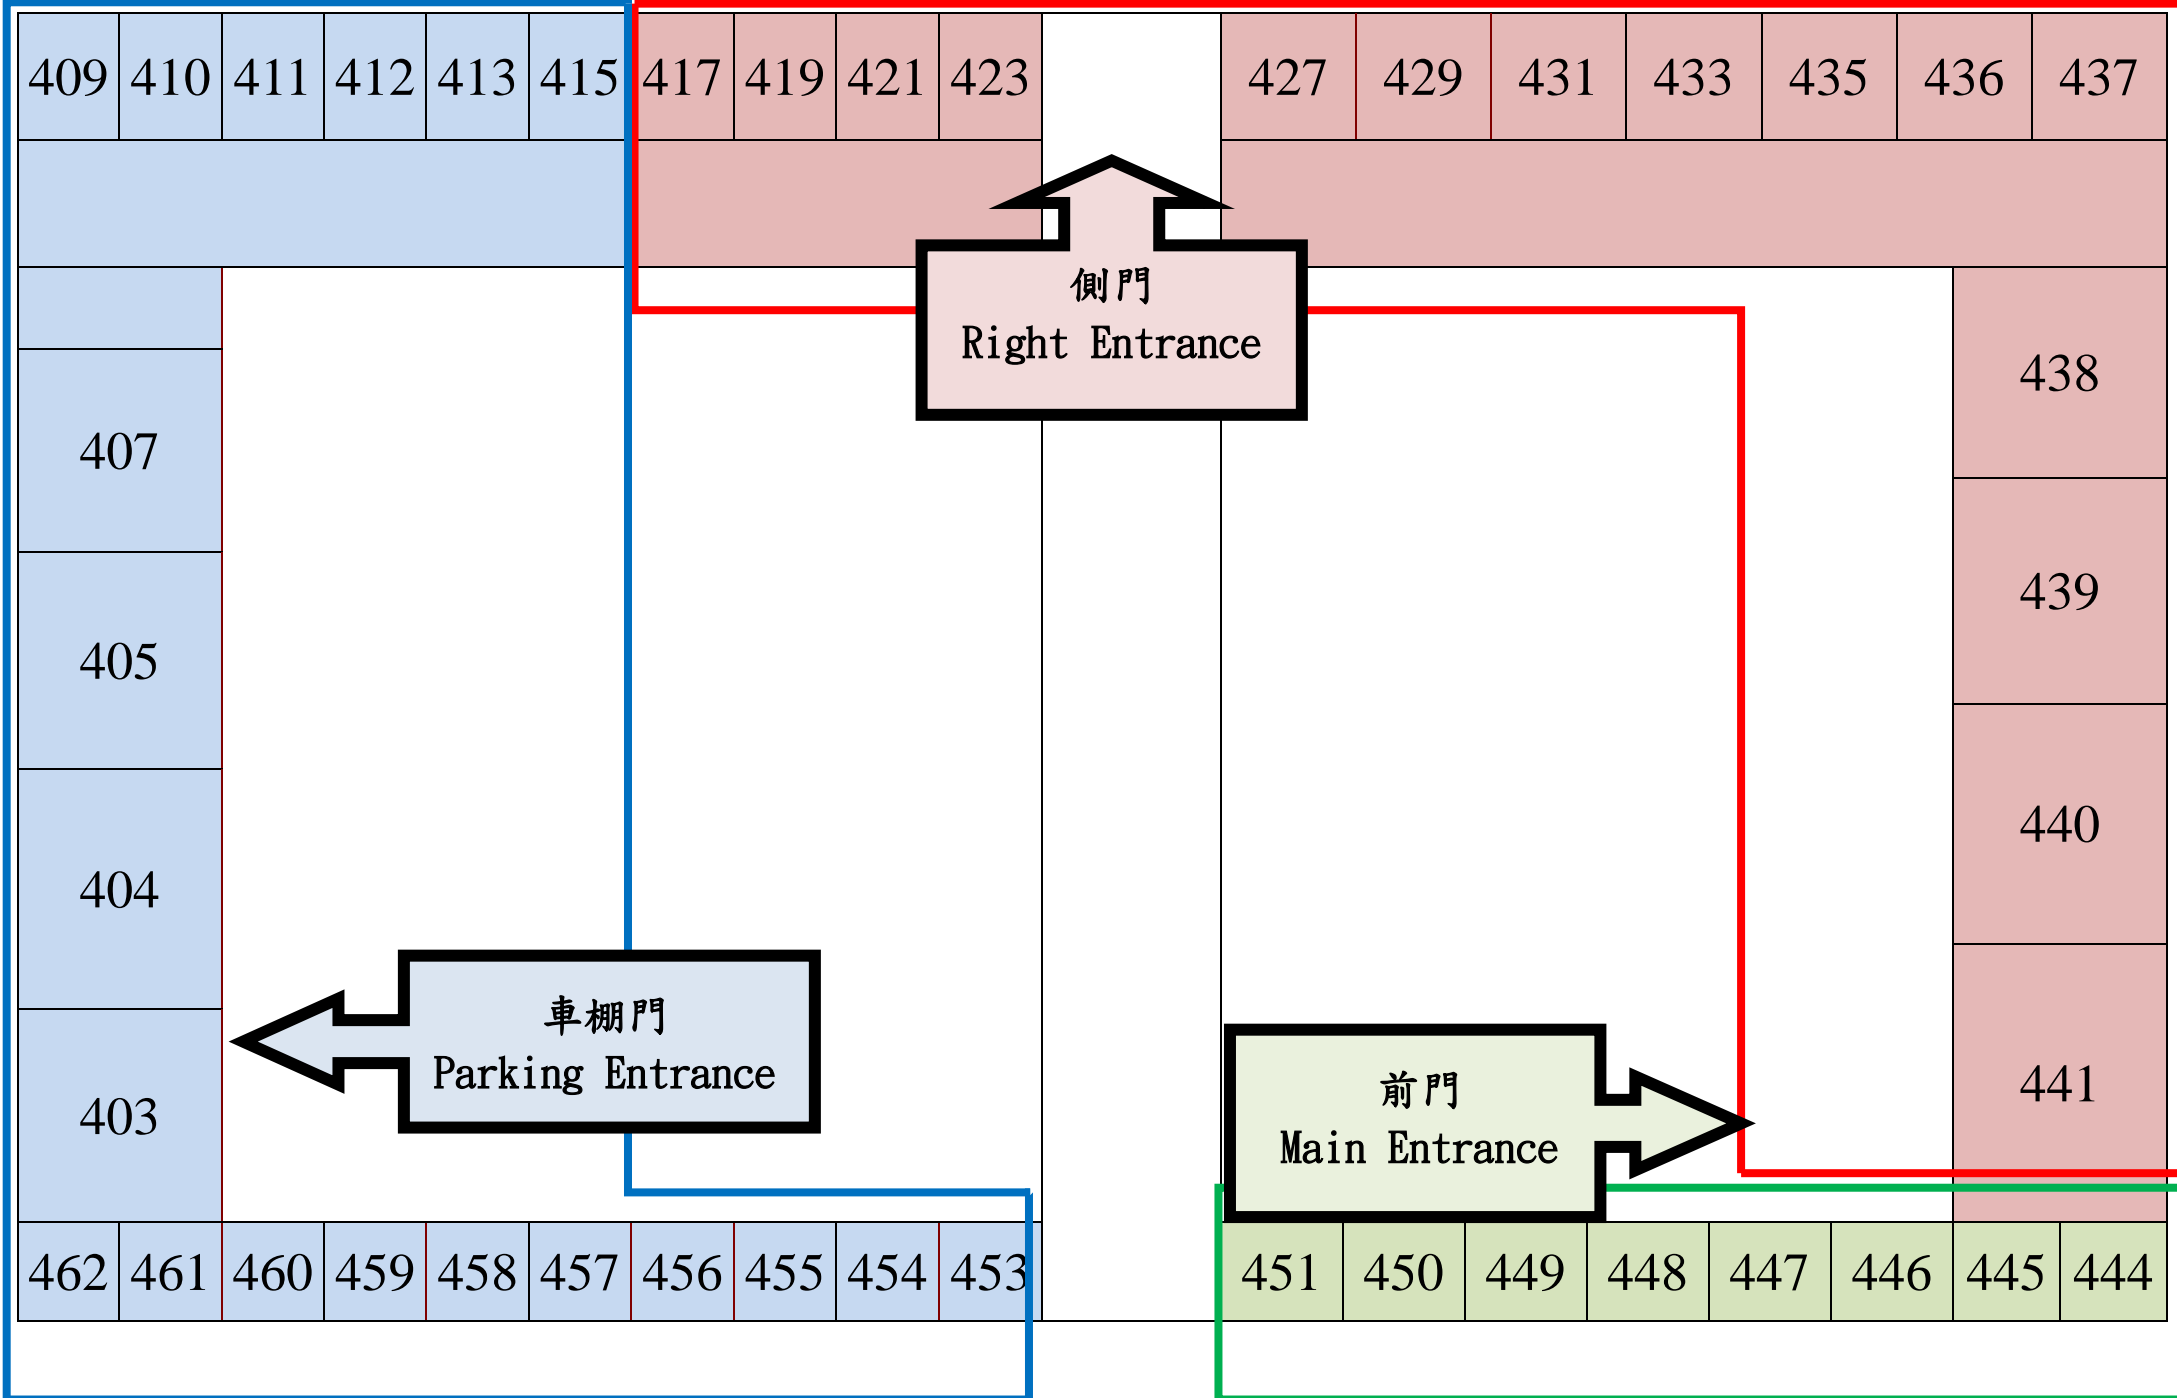 409 410 411 412 413 415 417 419 421 423 427 429 431 433 435 436 437
側門
Right Entrance
438
407
439
405
440
404
車棚門
Parking Entrance
403
前門
Main Entrance
441
462 461 460 459 458 457 456 455 454 453 451 450 449 448 447 446 445 444